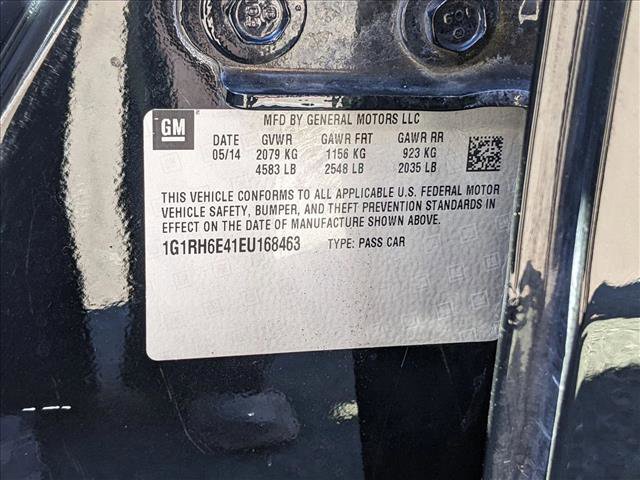 GM
MFD BY GENERAL MOTORS LLC
DATE GVWR GAWR FRT GAWR RR
05/14 2079 KG 1156 KG 923 KG
4583 LB 2548 LB 2035 LB
THIS VEHICLE CONFORMS TO ALL APPLICABLE U.S. FEDERAL MOTOR
VEHICLE SAFETY, BUMPER, AND THEFT PREVENTION STANDARDS IN
EFFECT ON THE DATE OF MANUFACTURE SHOWN ABOVE.
1G1RH6E41EU168463 TYPE: PASS CAR